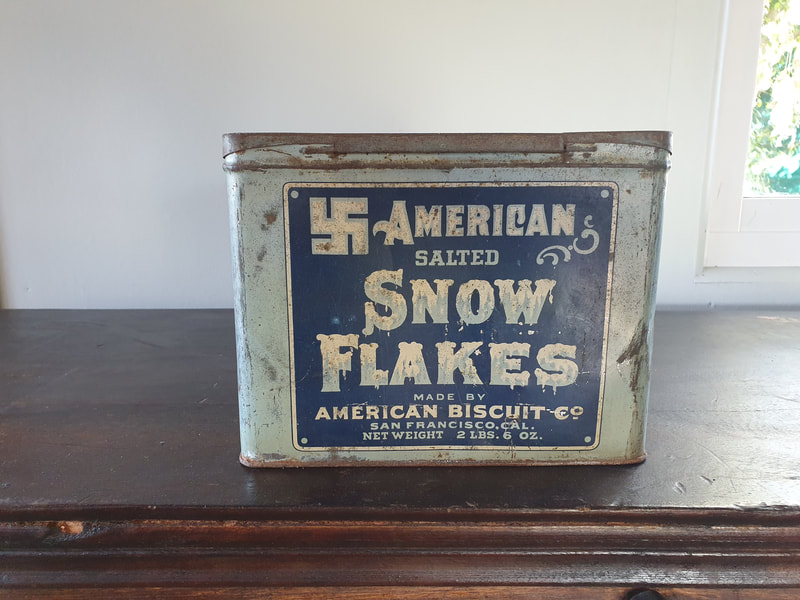 AMERICAN
SALTED
SNOW
FLAKES
MADE BY
AMERICAN BISCUIT CO
SAN FRANCISCO, CAL.
NET WEIGHT 2 LBS. 6 OZ.